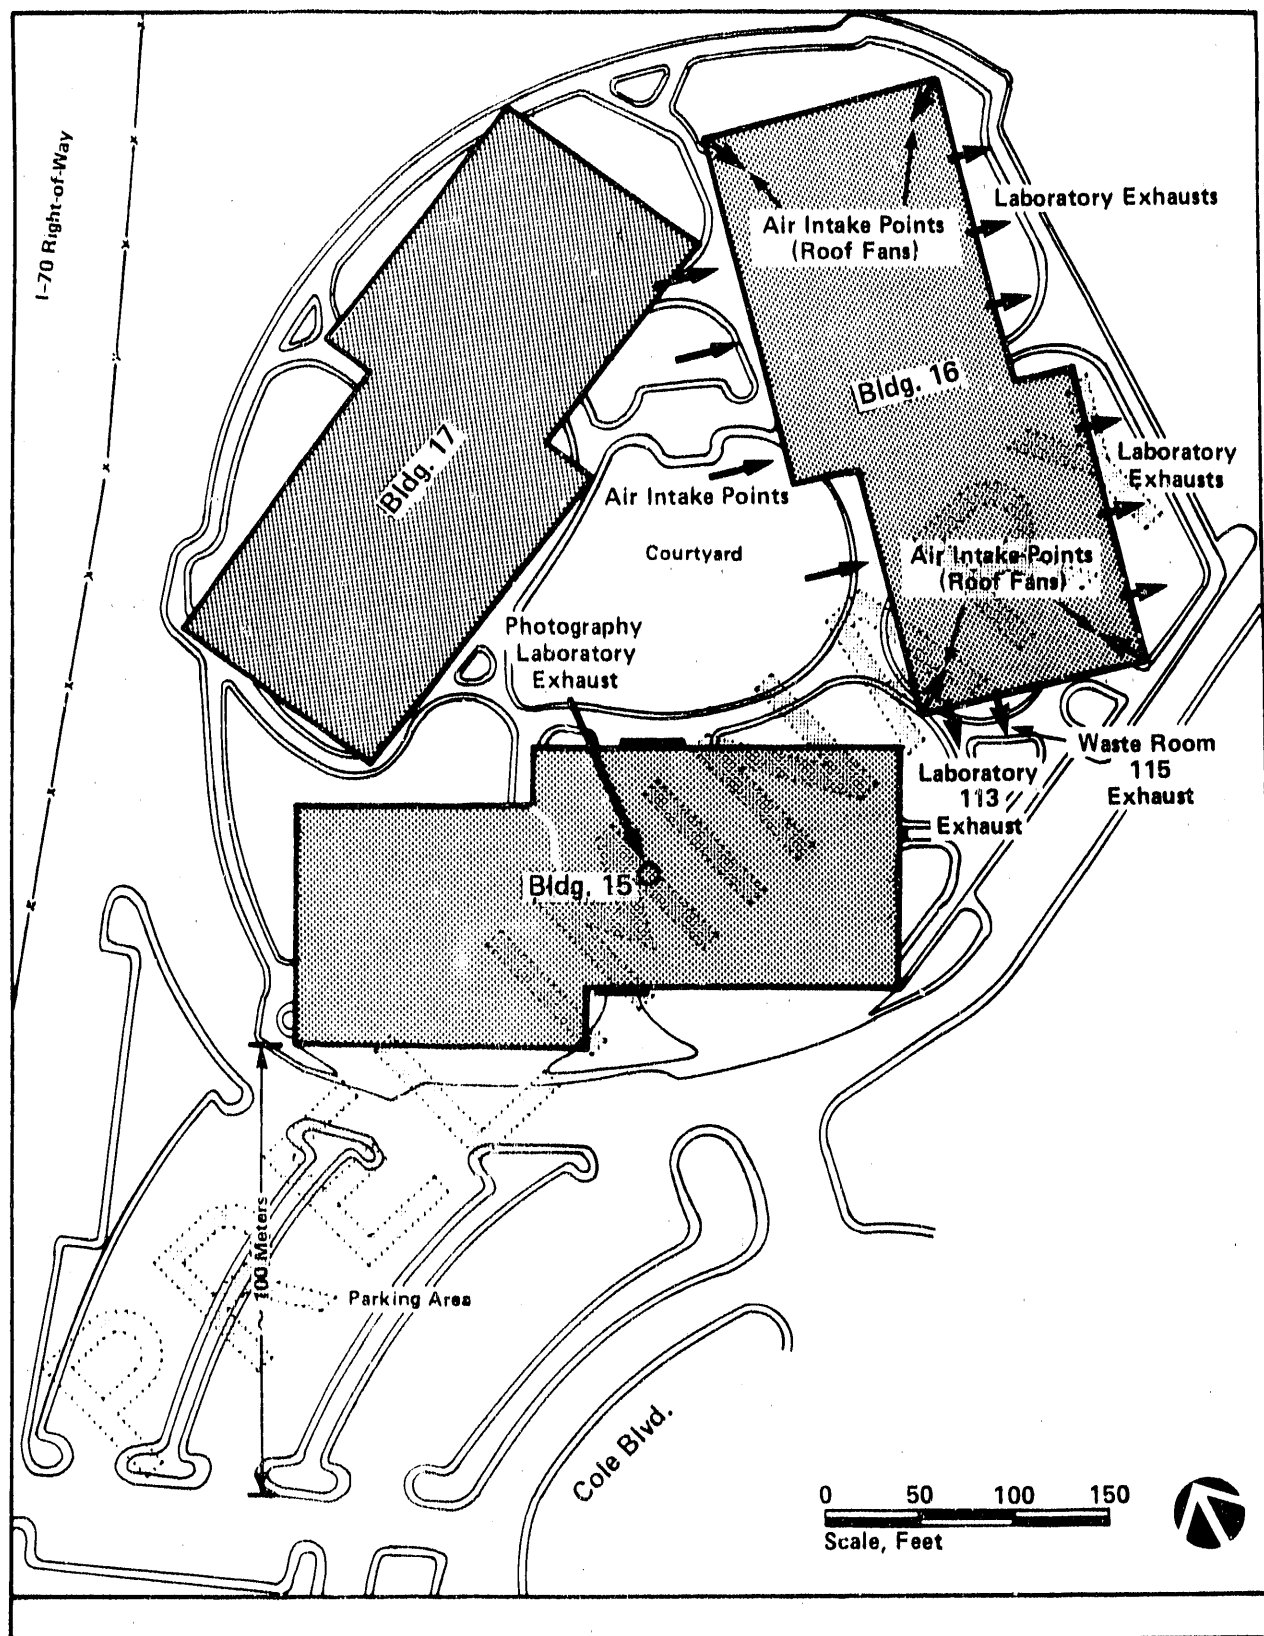 I-70 Right-of-Way
Laboratory Exhausts
Air Intake Points
(Roof Fans)
Bldg. 16
Bldg. 17
Laboratory
Exhausts
Air Intake Points
Courtyard
Air Intake Points
(Roof Fans)
Photography
Laboratory
Exhaust
Waste Room
115
Exhaust
Laboratory
113
Exhaust
Bldg. 15
100 Meters
Parking Area
Cole Blvd.
0 50 100 150
Scale, Feet